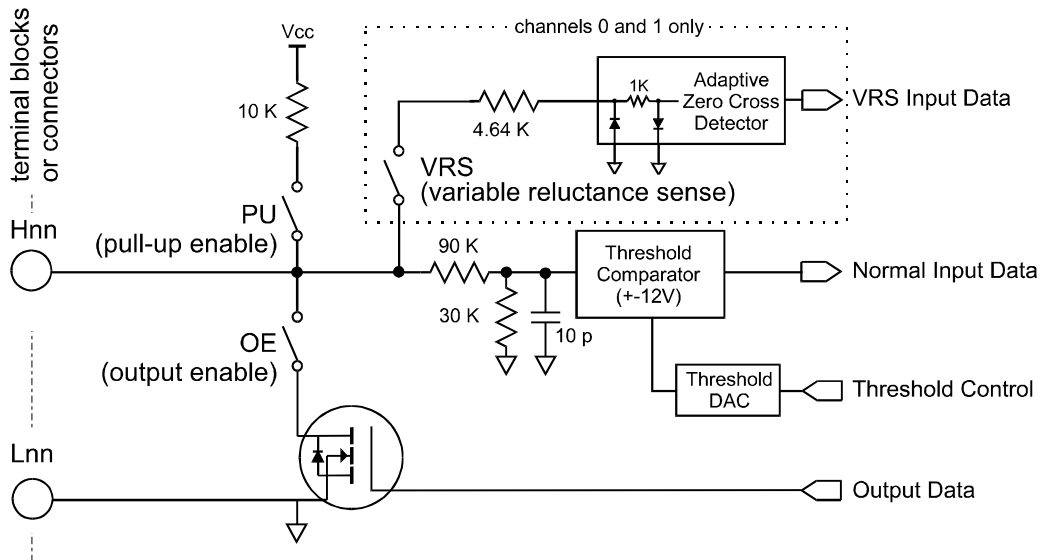 terminal blocks
or connectors
channels 0 and 1 only
Vcc
10 K
4.64 K
1K
Adaptive
Zero Cross
Detector
VRS Input Data
VRS
(variable reluctance sense)
PU
(pull-up enable)
Hnn
90 K
30 K
10 p
Threshold
Comparator
(+-12V)
Normal Input Data
OE
(output enable)
Threshold
DAC
Threshold Control
Lnn
Output Data